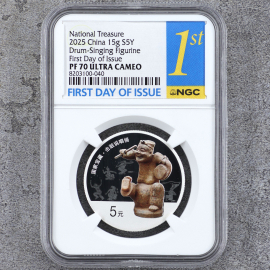 National Treasure
2025 China 15g S5Y
Drum-Singing Figurine
First Day of Issue
PF 70 ULTRA CAMEO
8203100-040
1st
FIRST DAY OF ISSUE
NGC
5元